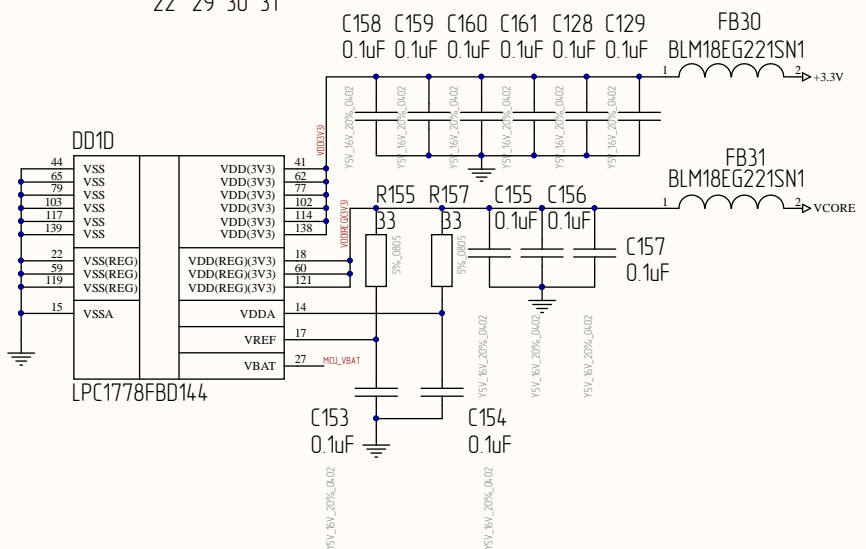 22 29 30 31
C158 C159 C160 C161 C128 C129
0.1uF 0.1uF 0.1uF 0.1uF 0.1uF 0.1uF
FB30
BLM18EG221SN1
1 2 +3.3V
Y5V_16V_20%_0402 Y5V_16V_20%_0402 Y5V_16V_20%_0402 Y5V_16V_20%_0402 Y5V_16V_20%_0402 Y5V_16V_20%_0402
VDD(3V3)
DD1D
44 VSS VDD(3V3) 41
65 VSS VDD(3V3) 62
79 VSS VDD(3V3) 77
103 VSS VDD(3V3) 102
117 VSS VDD(3V3) 114
139 VSS VDD(3V3) 138
22 VSS(REG) VDD(REG)(3V3) 18
59 VSS(REG) VDD(REG)(3V3) 60
119 VSS(REG) VDD(REG)(3V3) 121
15 VSSA VDDA 14
VREF 17
VBAT 27 MCU_VBAT
LPC1778FBD144
FB31
BLM18EG221SN1
1 2 VCORE
VDDREG(3V3)
R155 R157 C155 C156
33 33 0.1uF 0.1uF
5%_0805 5%_0805
C157
0.1uF
Y5V_16V_20%_0402 Y5V_16V_20%_0402 Y5V_16V_20%_0402
C153 C154
0.1uF 0.1uF
Y5V_16V_20%_0402 Y5V_16V_20%_0402